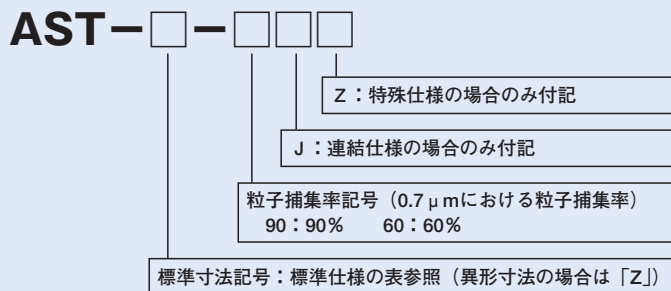 AST－□－□□□
Z：特殊仕様の場合のみ付記
J：連結仕様の場合のみ付記
粒子捕集率記号（0.7μmにおける粒子捕集率）
90：90%　60：60%
標準寸法記号：標準仕様の表参照（異形寸法の場合は「Z」）